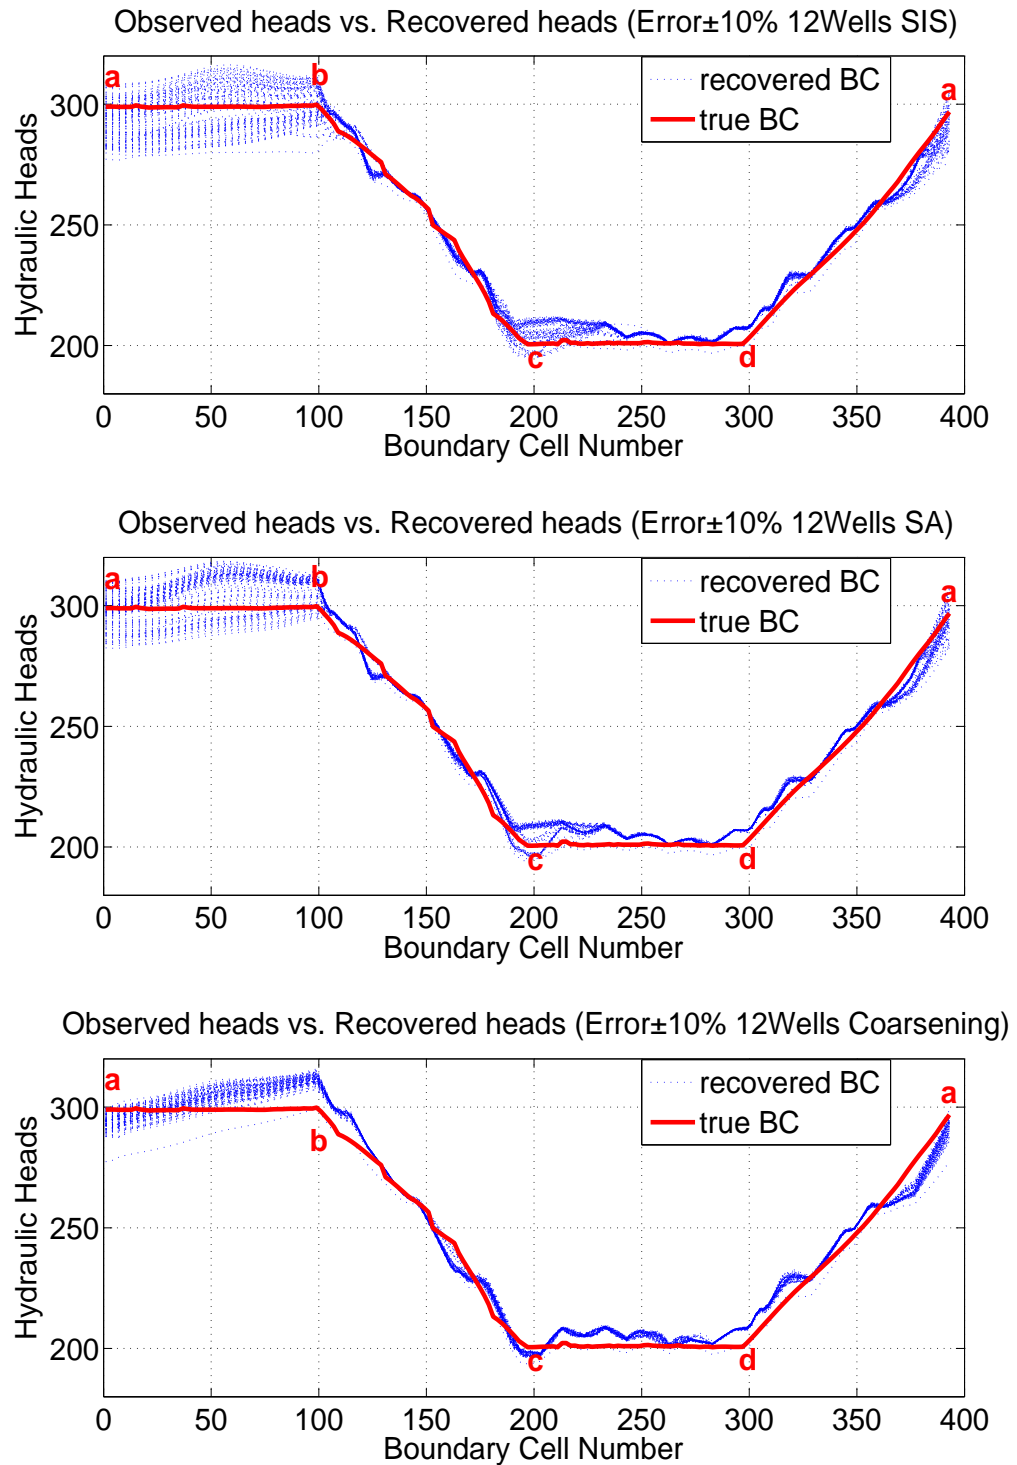 Observed heads vs. Recovered heads (Error±10% 12Wells SIS)
Hydraulic Heads
300
250
200
a
b
c
d
a
recovered BC
true BC
0 50 100 150 200 250 300 350 400
Boundary Cell Number
Observed heads vs. Recovered heads (Error±10% 12Wells SA)
Hydraulic Heads
300
250
200
a
b
c
d
a
recovered BC
true BC
0 50 100 150 200 250 300 350 400
Boundary Cell Number
Observed heads vs. Recovered heads (Error±10% 12Wells Coarsening)
Hydraulic Heads
300
250
200
a
b
c
d
a
recovered BC
true BC
0 50 100 150 200 250 300 350 400
Boundary Cell Number